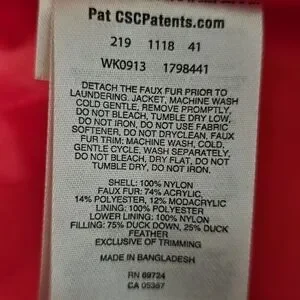 Pat CSCPatents.com
219 1118 41
WK0913 1798441
DETACH THE FAUX FUR PRIOR TO
LAUNDERING. JACKET, MACHINE WASH
COLD GENTLE, REMOVE PROMPTLY,
DO NOT BLEACH, TUMBLE DRY LOW,
DO NOT IRON, DO NOT USE FABRIC
SOFTENER, DO NOT DRYCLEAN, FAUX
FUR TRIM: MACHINE WASH, COLD,
GENTLE CYCLE, WASH SEPARATELY,
DO NOT BLEACH, DRY FLAT, DO NOT
TUMBLE DRY, DO NOT IRON.
SHELL: 100% NYLON
FAUX FUR: 74% ACRYLIC,
14% POLYESTER, 12% MODACRYLIC
LINING: 100% POLYESTER
LOWER LINING: 100% NYLON
FILLING: 75% DUCK DOWN, 25% DUCK
FEATHER
EXCLUSIVE OF TRIMMING
MADE IN BANGLADESH
RN 69724
CA 05367